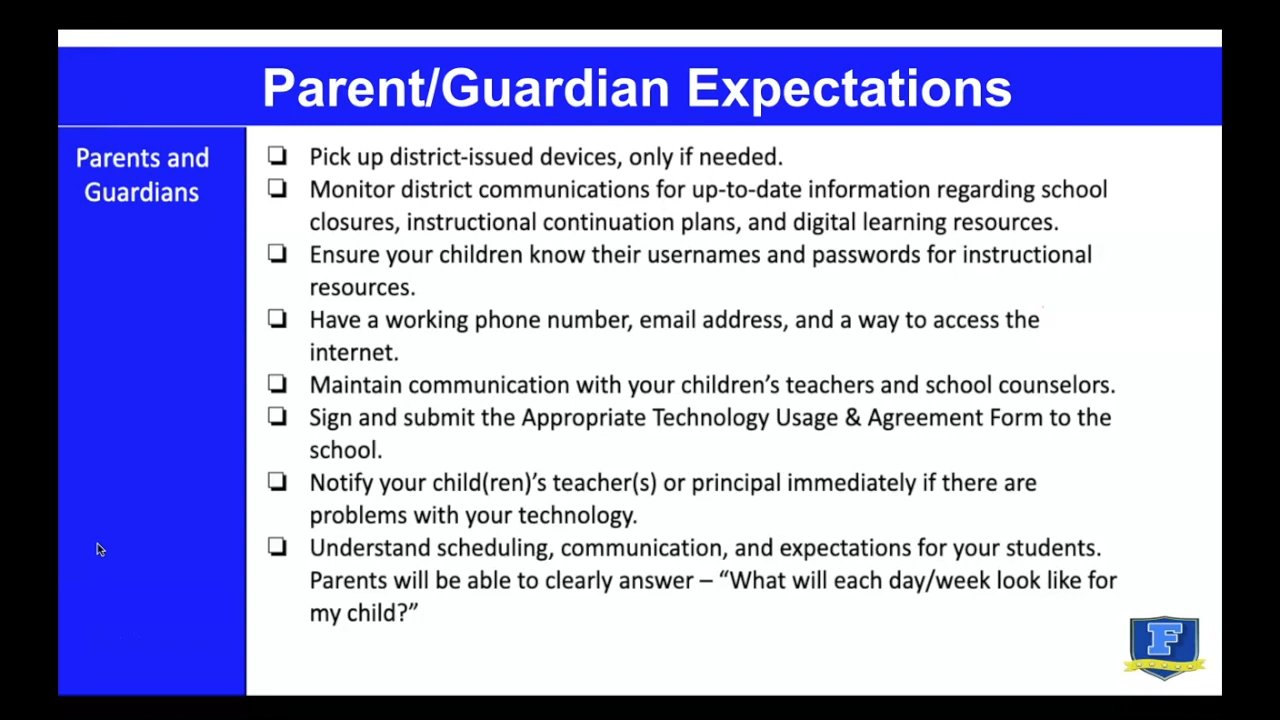 Parent/Guardian Expectations
Parents and
Guardians
❏ Pick up district-issued devices, only if needed.
❏ Monitor district communications for up-to-date information regarding school
closures, instructional continuation plans, and digital learning resources.
❏ Ensure your children know their usernames and passwords for instructional
resources.
❏ Have a working phone number, email address, and a way to access the
internet.
❏ Maintain communication with your children’s teachers and school counselors.
❏ Sign and submit the Appropriate Technology Usage & Agreement Form to the
school.
❏ Notify your child(ren)’s teacher(s) or principal immediately if there are
problems with your technology.
❏ Understand scheduling, communication, and expectations for your students.
Parents will be able to clearly answer – “What will each day/week look like for
my child?”
F